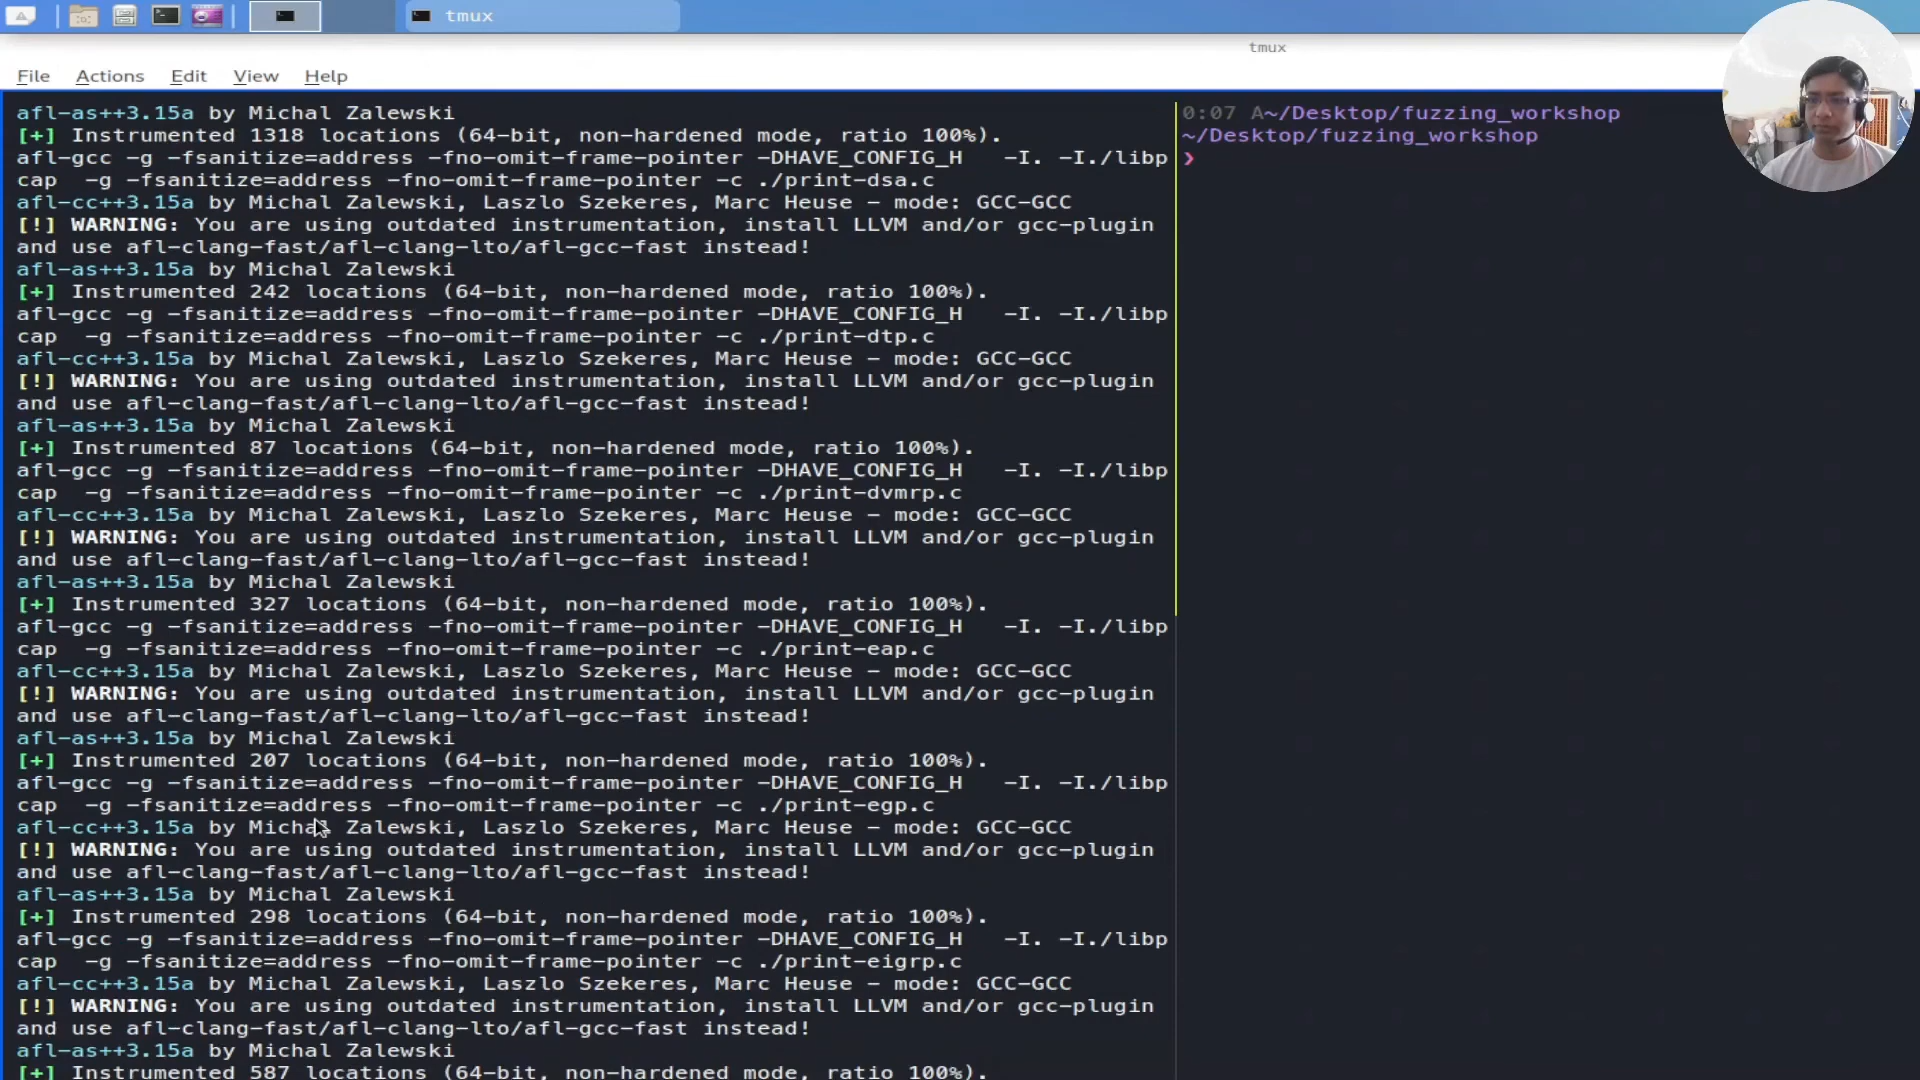 tmux
tmux
File Actions Edit View Help
afl-as++3.15a by Michal Zalewski
[+] Instrumented 1318 locations (64-bit, non-hardened mode, ratio 100%).
afl-gcc -g -fsanitize=address -fno-omit-frame-pointer -DHAVE_CONFIG_H   -I. -I./libp
cap  -g -fsanitize=address -fno-omit-frame-pointer -c ./print-dsa.c
afl-cc++3.15a by Michal Zalewski, Laszlo Szekeres, Marc Heuse - mode: GCC-GCC
[!] WARNING: You are using outdated instrumentation, install LLVM and/or gcc-plugin
and use afl-clang-fast/afl-clang-lto/afl-gcc-fast instead!
afl-as++3.15a by Michal Zalewski
[+] Instrumented 242 locations (64-bit, non-hardened mode, ratio 100%).
afl-gcc -g -fsanitize=address -fno-omit-frame-pointer -DHAVE_CONFIG_H   -I. -I./libp
cap  -g -fsanitize=address -fno-omit-frame-pointer -c ./print-dtp.c
afl-cc++3.15a by Michal Zalewski, Laszlo Szekeres, Marc Heuse - mode: GCC-GCC
[!] WARNING: You are using outdated instrumentation, install LLVM and/or gcc-plugin
and use afl-clang-fast/afl-clang-lto/afl-gcc-fast instead!
afl-as++3.15a by Michal Zalewski
[+] Instrumented 87 locations (64-bit, non-hardened mode, ratio 100%).
afl-gcc -g -fsanitize=address -fno-omit-frame-pointer -DHAVE_CONFIG_H   -I. -I./libp
cap  -g -fsanitize=address -fno-omit-frame-pointer -c ./print-dvmrp.c
afl-cc++3.15a by Michal Zalewski, Laszlo Szekeres, Marc Heuse - mode: GCC-GCC
[!] WARNING: You are using outdated instrumentation, install LLVM and/or gcc-plugin
and use afl-clang-fast/afl-clang-lto/afl-gcc-fast instead!
afl-as++3.15a by Michal Zalewski
[+] Instrumented 327 locations (64-bit, non-hardened mode, ratio 100%).
afl-gcc -g -fsanitize=address -fno-omit-frame-pointer -DHAVE_CONFIG_H   -I. -I./libp
cap  -g -fsanitize=address -fno-omit-frame-pointer -c ./print-eap.c
afl-cc++3.15a by Michal Zalewski, Laszlo Szekeres, Marc Heuse - mode: GCC-GCC
[!] WARNING: You are using outdated instrumentation, install LLVM and/or gcc-plugin
and use afl-clang-fast/afl-clang-lto/afl-gcc-fast instead!
afl-as++3.15a by Michal Zalewski
[+] Instrumented 207 locations (64-bit, non-hardened mode, ratio 100%).
afl-gcc -g -fsanitize=address -fno-omit-frame-pointer -DHAVE_CONFIG_H   -I. -I./libp
cap  -g -fsanitize=address -fno-omit-frame-pointer -c ./print-egp.c
afl-cc++3.15a by Michal Zalewski, Laszlo Szekeres, Marc Heuse - mode: GCC-GCC
[!] WARNING: You are using outdated instrumentation, install LLVM and/or gcc-plugin
and use afl-clang-fast/afl-clang-lto/afl-gcc-fast instead!
afl-as++3.15a by Michal Zalewski
[+] Instrumented 298 locations (64-bit, non-hardened mode, ratio 100%).
afl-gcc -g -fsanitize=address -fno-omit-frame-pointer -DHAVE_CONFIG_H   -I. -I./libp
cap  -g -fsanitize=address -fno-omit-frame-pointer -c ./print-eigrp.c
afl-cc++3.15a by Michal Zalewski, Laszlo Szekeres, Marc Heuse - mode: GCC-GCC
[!] WARNING: You are using outdated instrumentation, install LLVM and/or gcc-plugin
and use afl-clang-fast/afl-clang-lto/afl-gcc-fast instead!
afl-as++3.15a by Michal Zalewski
[+] Instrumented 587 locations (64-bit, non-hardened mode, ratio 100%).
0:07 A~/Desktop/fuzzing_workshop
~/Desktop/fuzzing_workshop
❯